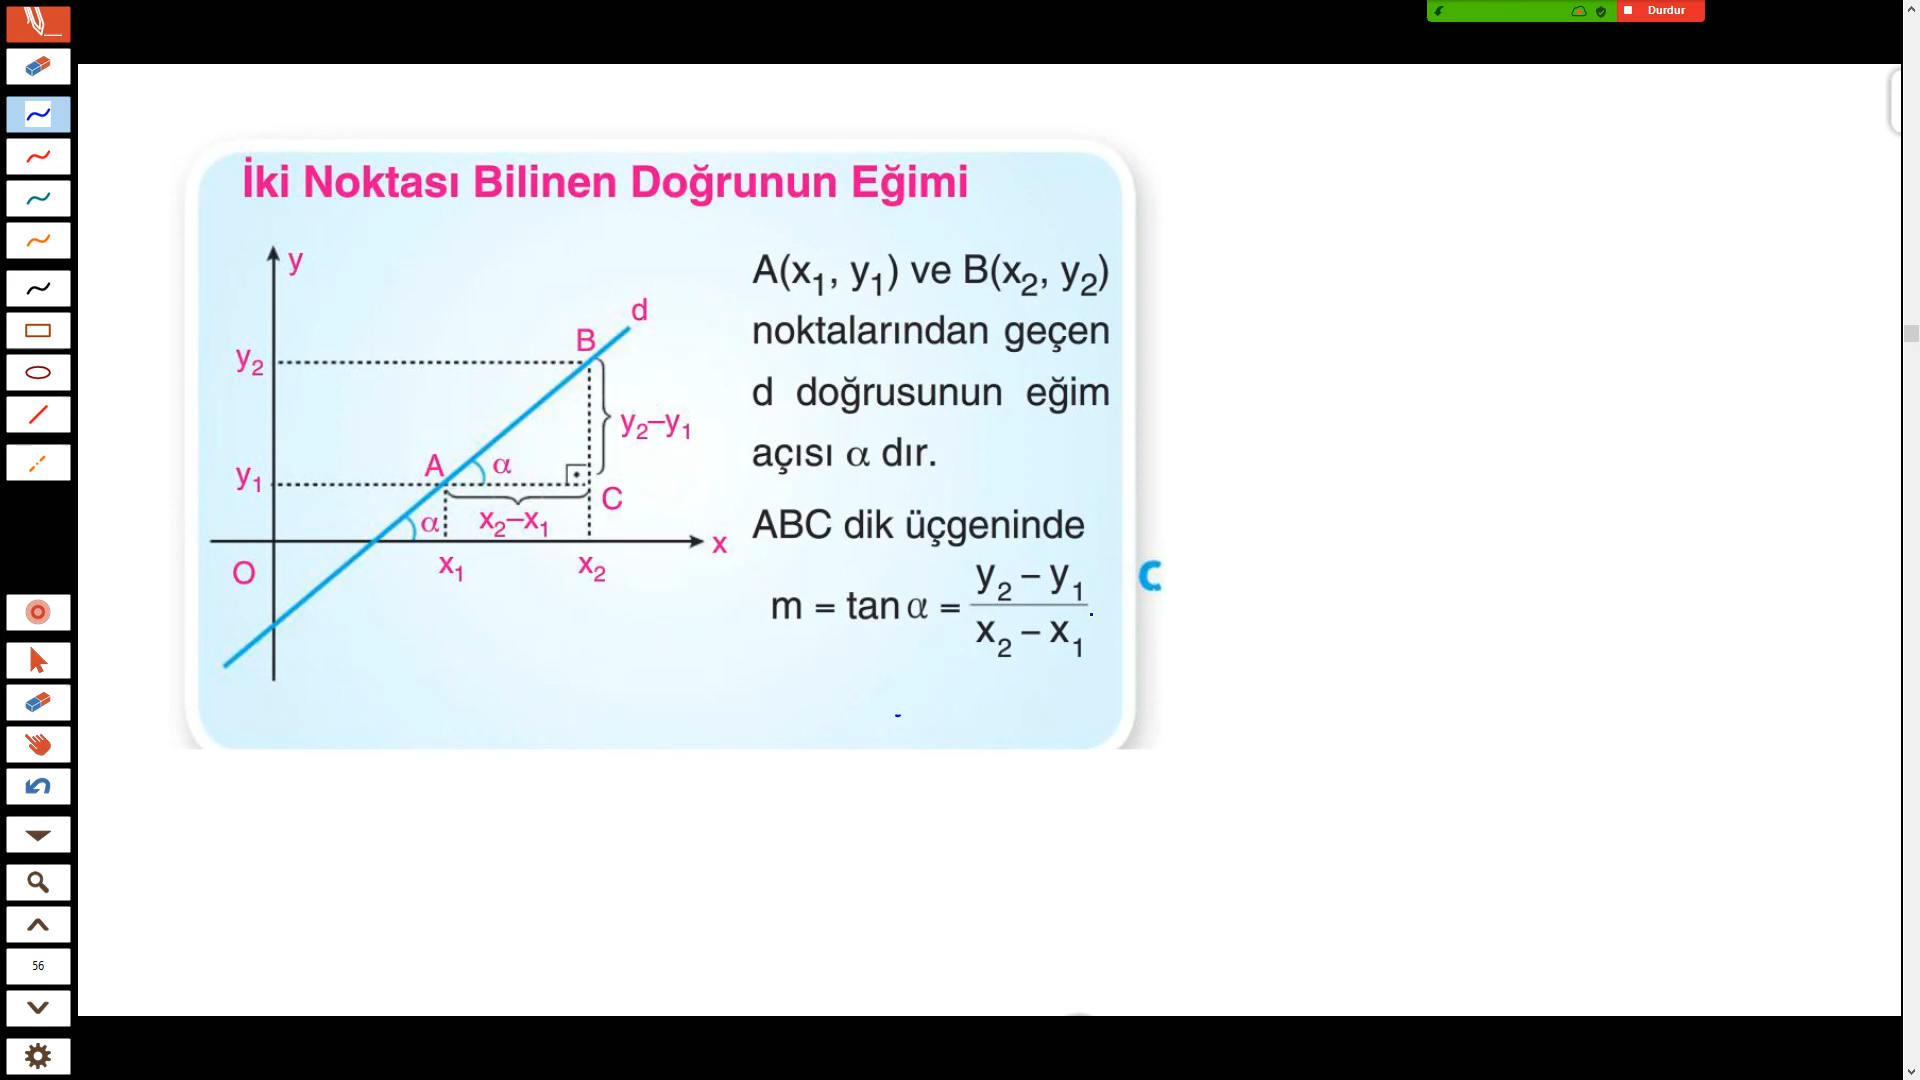 Durdur
İki Noktası Bilinen Doğrunun Eğimi
y
d
B
y₂
y₂–y₁
A
α
y₁
C
α
x₂–x₁
x
O
x₁
x₂
A(x₁, y₁) ve B(x₂, y₂)
noktalarından geçen
d doğrusunun eğim
açısı α dır.
ABC dik üçgeninde
m = tan α = y₂ – y₁ / x₂ – x₁
C
56